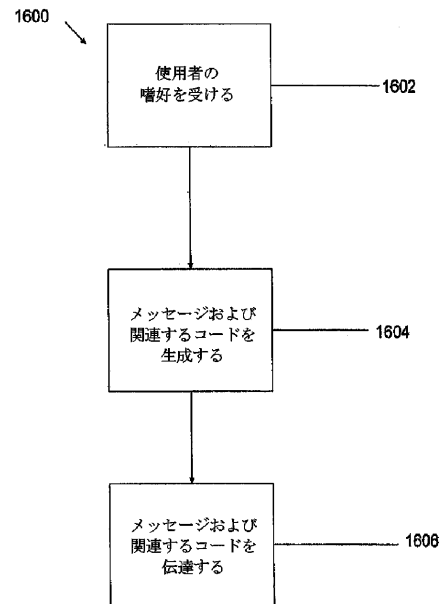 1600
使用者の
嗜好を受ける
1602
メッセージおよび
関連するコードを
生成する
1604
メッセージおよび
関連するコードを
伝達する
1606